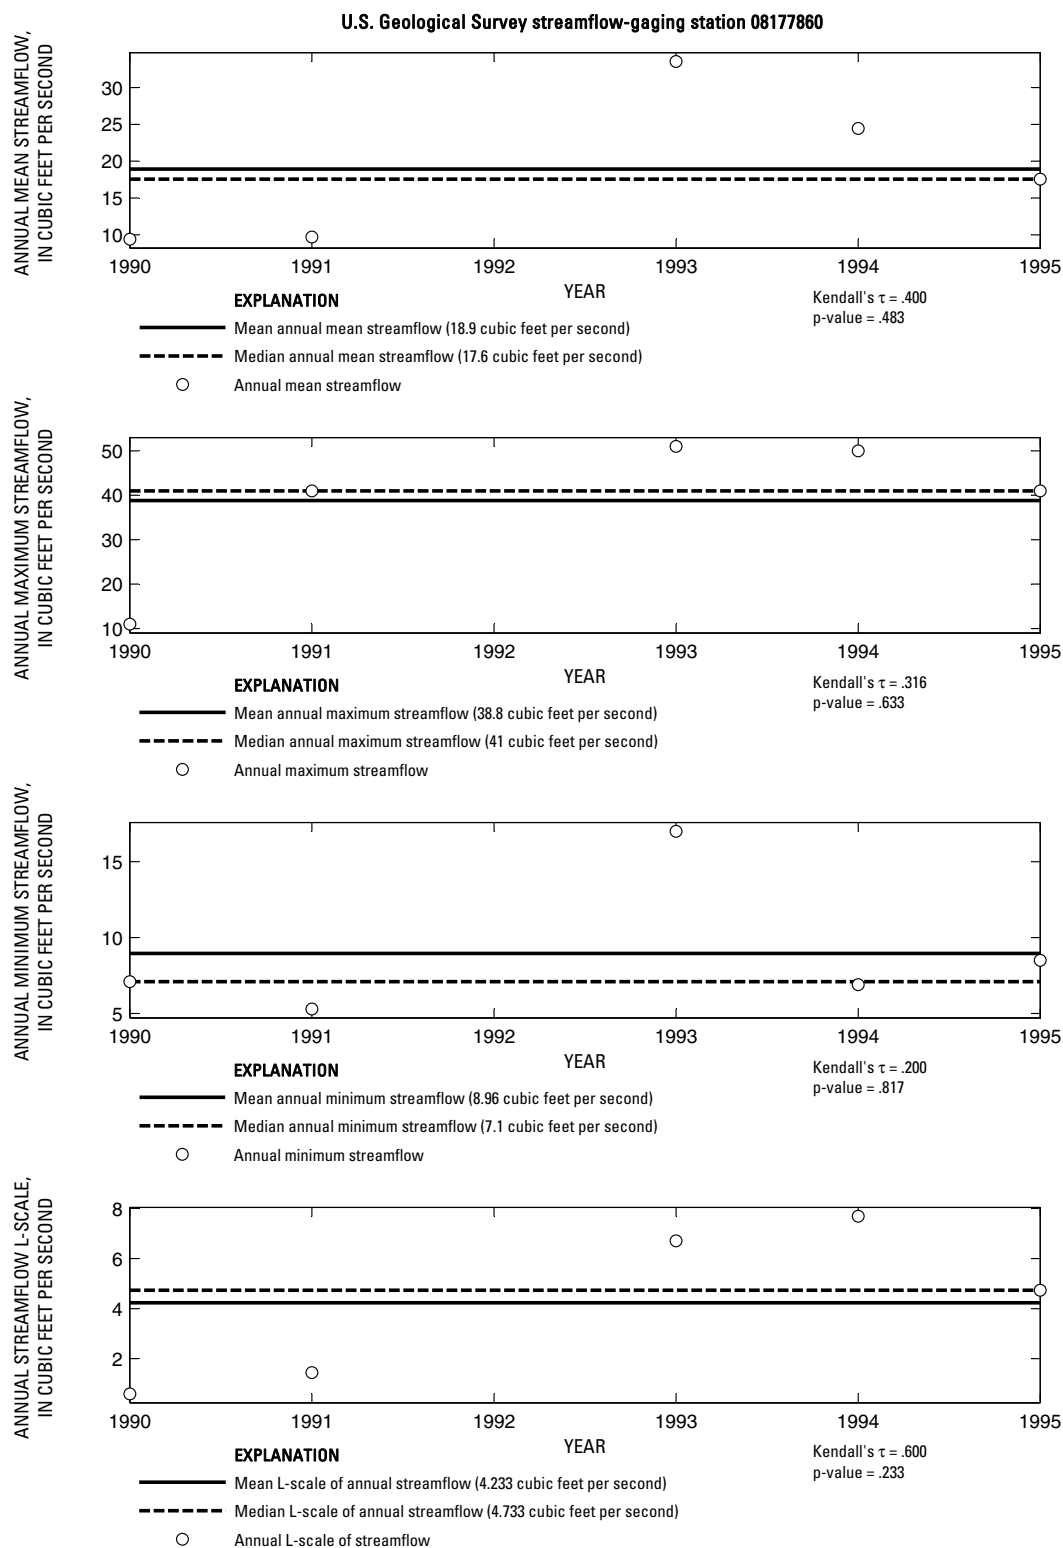 U.S. Geological Survey streamflow-gaging station 08177860
ANNUAL MEAN STREAMFLOW,
IN CUBIC FEET PER SECOND
30
25
20
15
10
1990 1991 1992 1993 1994 1995
YEAR
Kendall's τ = .400
p-value = .483
EXPLANATION
Mean annual mean streamflow (18.9 cubic feet per second)
Median annual mean streamflow (17.6 cubic feet per second)
Annual mean streamflow
ANNUAL MAXIMUM STREAMFLOW,
IN CUBIC FEET PER SECOND
50
40
30
20
10
1990 1991 1992 1993 1994 1995
YEAR
Kendall's τ = .316
p-value = .633
EXPLANATION
Mean annual maximum streamflow (38.8 cubic feet per second)
Median annual maximum streamflow (41 cubic feet per second)
Annual maximum streamflow
ANNUAL MINIMUM STREAMFLOW,
IN CUBIC FEET PER SECOND
15
10
5
1990 1991 1992 1993 1994 1995
YEAR
Kendall's τ = .200
p-value = .817
EXPLANATION
Mean annual minimum streamflow (8.96 cubic feet per second)
Median annual minimum streamflow (7.1 cubic feet per second)
Annual minimum streamflow
ANNUAL STREAMFLOW L-SCALE,
IN CUBIC FEET PER SECOND
8
6
4
2
1990 1991 1992 1993 1994 1995
YEAR
Kendall's τ = .600
p-value = .233
EXPLANATION
Mean L-scale of annual streamflow (4.233 cubic feet per second)
Median L-scale of annual streamflow (4.733 cubic feet per second)
Annual L-scale of streamflow